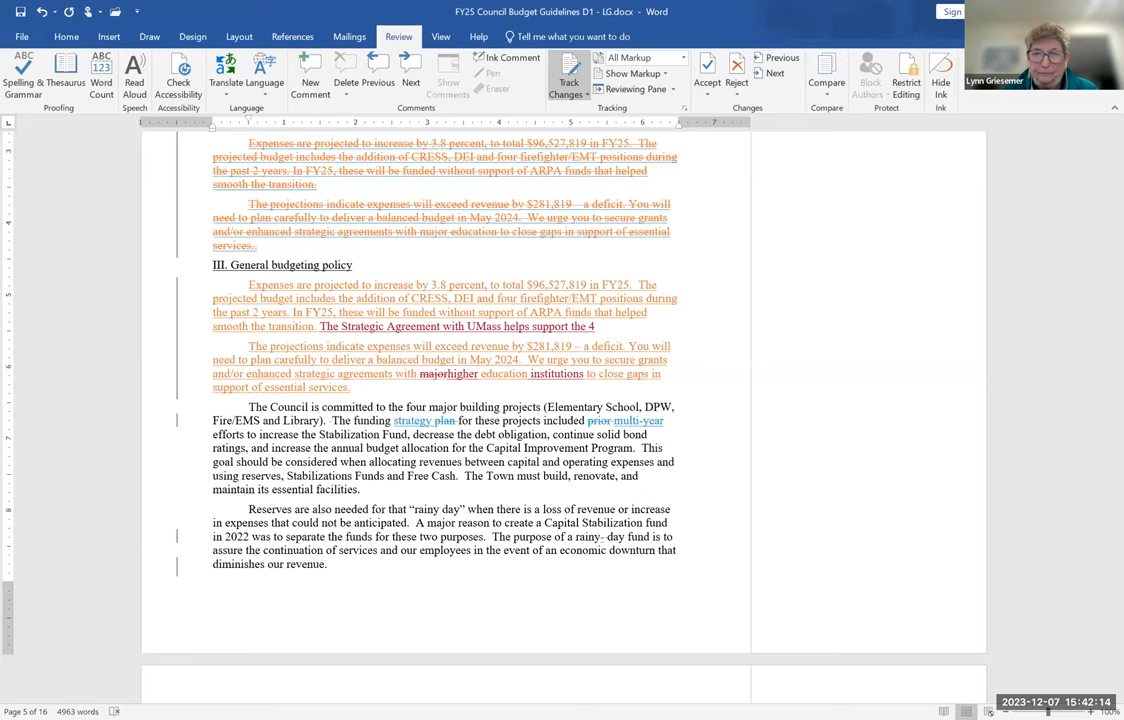 FY25 Council Budget Guidelines D1 - LG.docx - Word
Sign
File Home Insert Draw Design Layout References Mailings Review View Help Tell me what you want to do
Lynn Griesemer
ABC
Spelling & Grammar
Thesaurus
ABC 123
Word Count
Read Aloud
Check Accessibility
Translate
Language
New Comment
Delete
Previous
Next
Show Comments
Ink Comment
Pen
Eraser
Track Changes
All Markup
Show Markup
Reviewing Pane
Accept
Reject
Previous
Next
Compare
Block Authors
Restrict Editing
Hide Ink
Proofing Speech Accessibility Language Comments Tracking Changes Compare Protect Ink
1 1 2 3 4 5 6 7
3
4
5
6
7
8
Expenses are projected to increase by 3.8 percent, to total $96,527,819 in FY25. The
projected budget includes the addition of CRESS, DEI and four firefighter/EMT positions during
the past 2 years. In FY25, these will be funded without support of ARPA funds that helped
smooth the transition.
The projections indicate expenses will exceed revenue by $281,819 – a deficit. You will
need to plan carefully to deliver a balanced budget in May 2024. We urge you to secure grants
and/or enhanced strategic agreements with major education to close gaps in support of essential
services..
III. General budgeting policy
Expenses are projected to increase by 3.8 percent, to total $96,527,819 in FY25. The
projected budget includes the addition of CRESS, DEI and four firefighter/EMT positions during
the past 2 years. In FY25, these will be funded without support of ARPA funds that helped
smooth the transition. The Strategic Agreement with UMass helps support the 4
The projections indicate expenses will exceed revenue by $281,819 – a deficit. You will
need to plan carefully to deliver a balanced budget in May 2024. We urge you to secure grants
and/or enhanced strategic agreements with majorhigher education institutions to close gaps in
support of essential services.
The Council is committed to the four major building projects (Elementary School, DPW,
Fire/EMS and Library). The funding strategy plan for these projects included prior multi-year
efforts to increase the Stabilization Fund, decrease the debt obligation, continue solid bond
ratings, and increase the annual budget allocation for the Capital Improvement Program. This
goal should be considered when allocating revenues between capital and operating expenses and
using reserves, Stabilizations Funds and Free Cash. The Town must build, renovate, and
maintain its essential facilities.
Reserves are also needed for that “rainy day” when there is a loss of revenue or increase
in expenses that could not be anticipated. A major reason to create a Capital Stabilization fund
in 2022 was to separate the funds for these two purposes. The purpose of a rainy-day fund is to
assure the continuation of services and our employees in the event of an economic downturn that
diminishes our revenue.
Page 5 of 16 4963 words
2023-12-07 15:42:14
100%